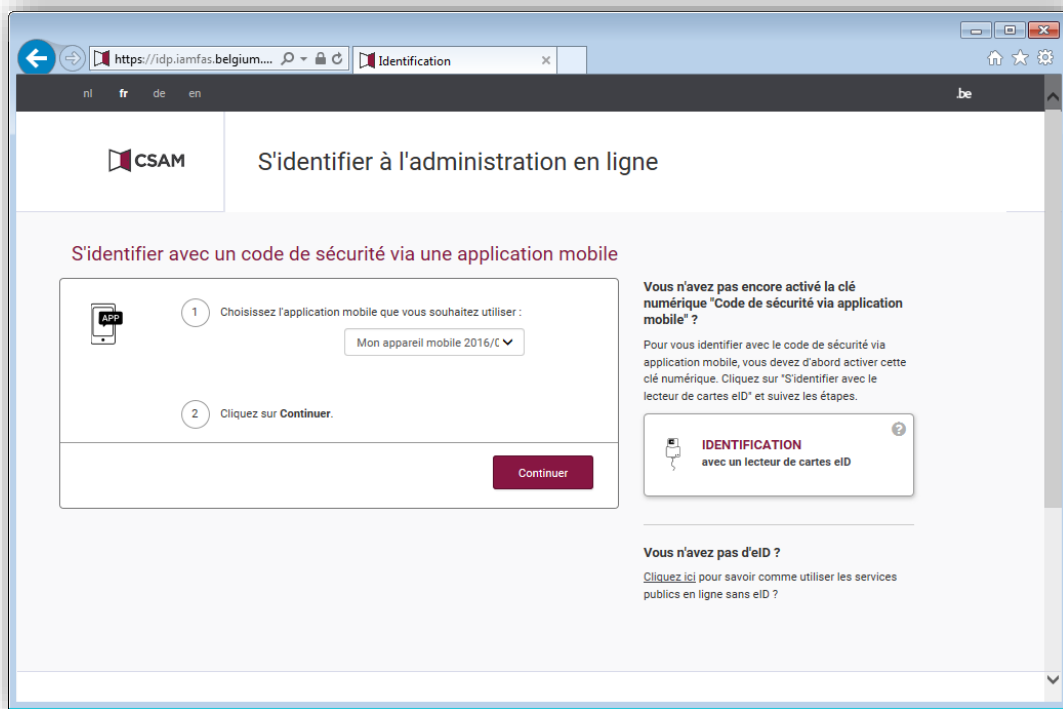 https://idp.iamfas.belgium....
Identification
nl fr de en
.be
CSAM
S'identifier à l'administration en ligne
S'identifier avec un code de sécurité via une application mobile
APP
1 Choisissez l'application mobile que vous souhaitez utiliser :
Mon appareil mobile 2016/0
2 Cliquez sur Continuer.
Continuer
Vous n'avez pas encore activé la clé
numérique "Code de sécurité via application
mobile" ?
Pour vous identifier avec le code de sécurité via
application mobile, vous devez d'abord activer cette
clé numérique. Cliquez sur "S'identifier avec le
lecteur de cartes eID" et suivez les étapes.
?
IDENTIFICATION
avec un lecteur de cartes eID
Vous n'avez pas d'eID ?
Cliquez ici pour savoir comme utiliser les services
publics en ligne sans eID ?